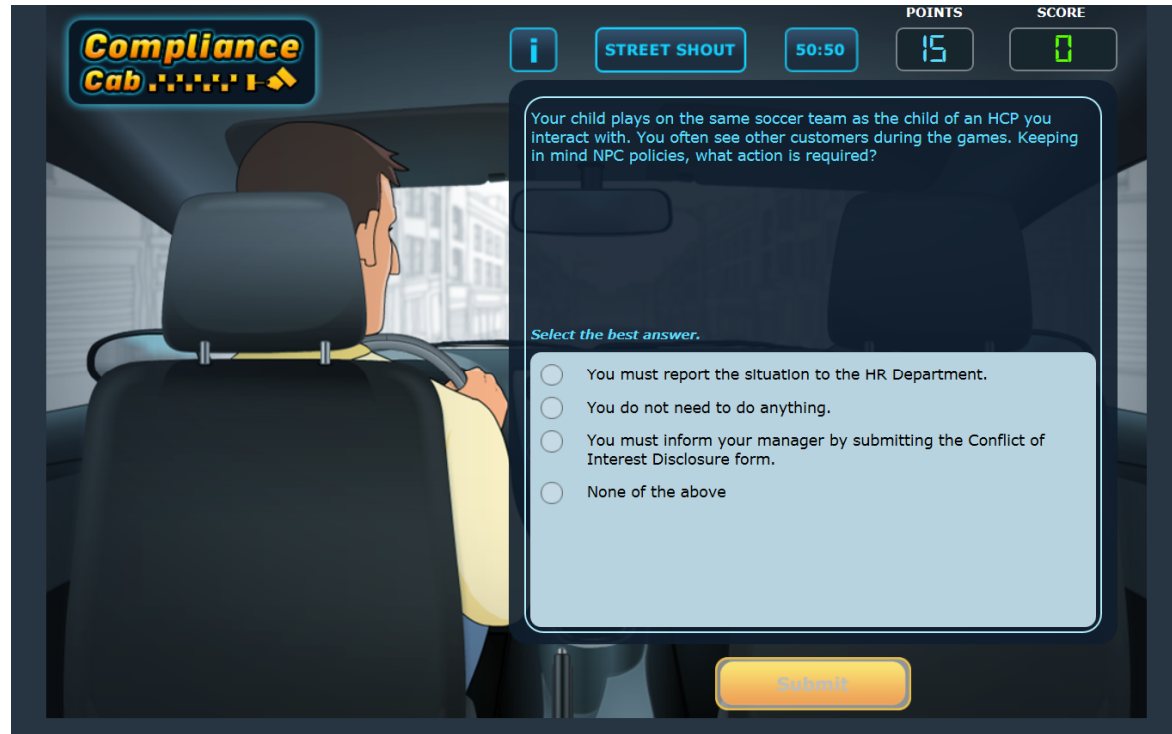 Compliance
Cab
i
STREET SHOUT
50:50
POINTS
15
SCORE
0
Your child plays on the same soccer team as the child of an HCP you
interact with. You often see other customers during the games. Keeping
in mind NPC policies, what action is required?
Select the best answer.
You must report the situation to the HR Department.
You do not need to do anything.
You must inform your manager by submitting the Conflict of
Interest Disclosure form.
None of the above
Submit